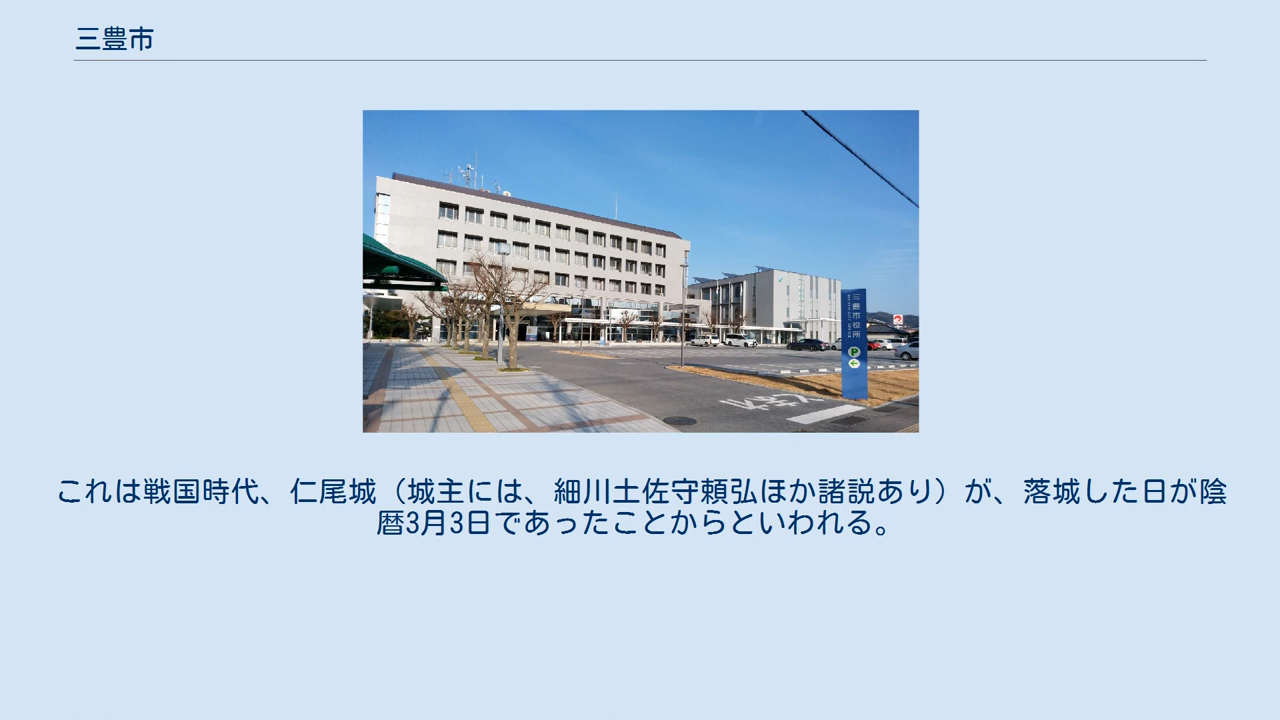 三豊市
三豊市役所
P
これは戦国時代、仁尾城（城主には、細川土佐守頼弘ほか諸説あり）が、落城した日が陰
暦3月3日であったことからといわれる。